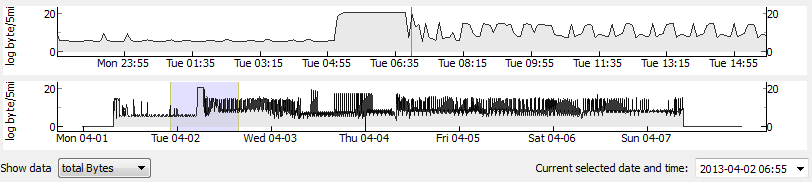 log byte/5mi
20
0
20
0
Mon 23:55 Tue 01:35 Tue 03:15 Tue 04:55 Tue 06:35 Tue 08:15 Tue 09:55 Tue 11:35 Tue 13:15 Tue 14:55
log byte/5mi
20
0
20
0
Mon 04-01 Tue 04-02 Wed 04-03 Thu 04-04 Fri 04-05 Sat 04-06 Sun 04-07
Show data total Bytes Current selected date and time: 2013-04-02 06:55